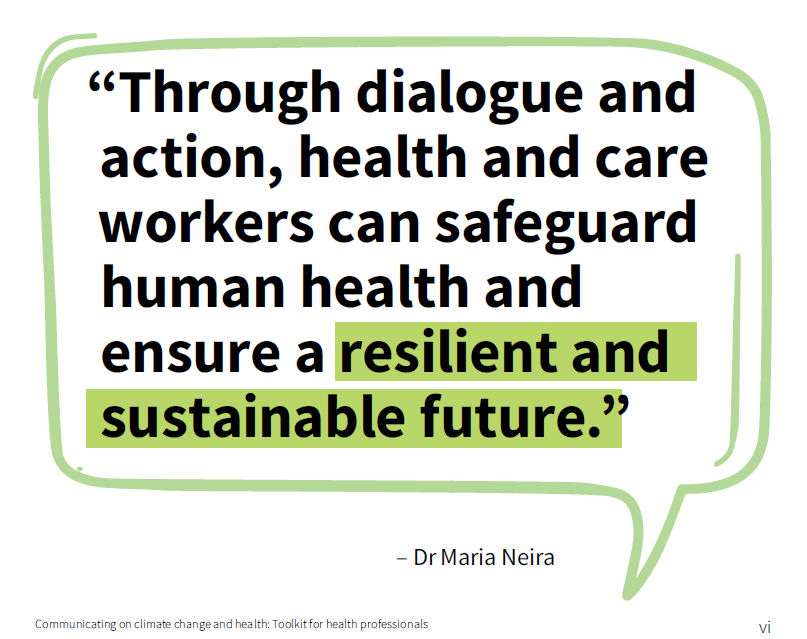 “Through dialogue and
action, health and care
workers can safeguard
human health and
ensure a resilient and
sustainable future.”
– Dr Maria Neira
Communicating on climate change and health: Toolkit for health professionals
vi